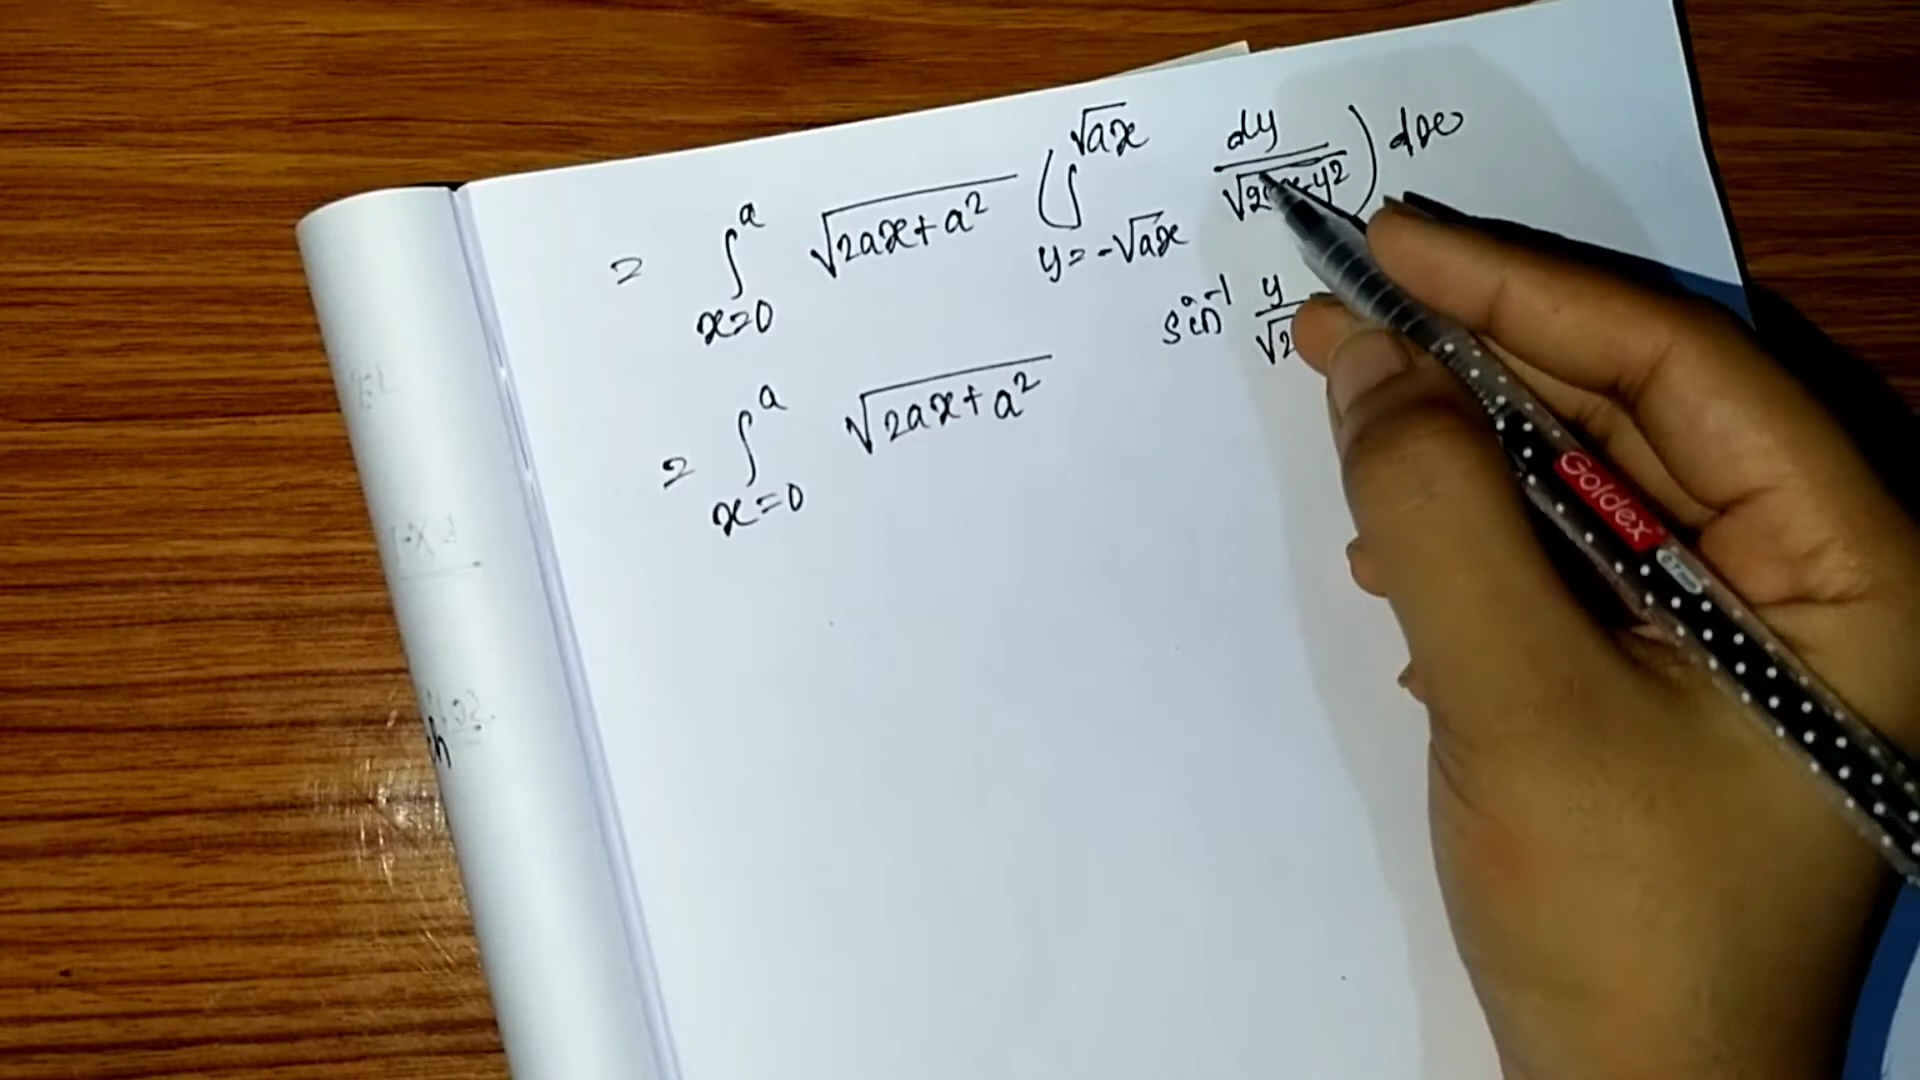 = ∫_{x=0}^{a} √(2ax+a²) ( ∫_{y=-√ax}^{√ax} dy / √(2ax-y²) ) dx
sin⁻¹ y / √2
= ∫_{x=0}^{a} √(2ax+a²)
Goldex